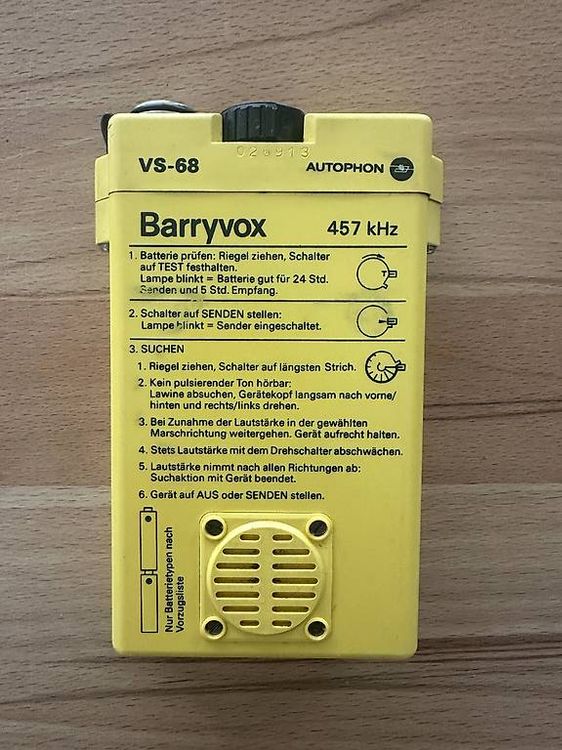 020913
VS-68
AUTOPHON
Barryvox
457 kHz
1. Batterie prüfen: Riegel ziehen, Schalter
auf TEST festhalten.
Lampe blinkt = Batterie gut für 24 Std.
Senden und 5 Std. Empfang.
T
2. Schalter auf SENDEN stellen:
Lampe blinkt = Sender eingeschaltet.
3. SUCHEN
1. Riegel ziehen, Schalter auf längsten Strich.
2. Kein pulsierender Ton hörbar:
Lawine absuchen, Gerätekopf langsam nach vorne/
hinten und rechts/links drehen.
3. Bei Zunahme der Lautstärke in der gewählten
Marschrichtung weitergehen. Gerät aufrecht halten.
4. Stets Lautstärke mit dem Drehschalter abschwächen.
5. Lautstärke nimmt nach allen Richtungen ab:
Suchaktion mit Gerät beendet.
6. Gerät auf AUS oder SENDEN stellen.
Nur Batterietypen nach
Vorzugsliste